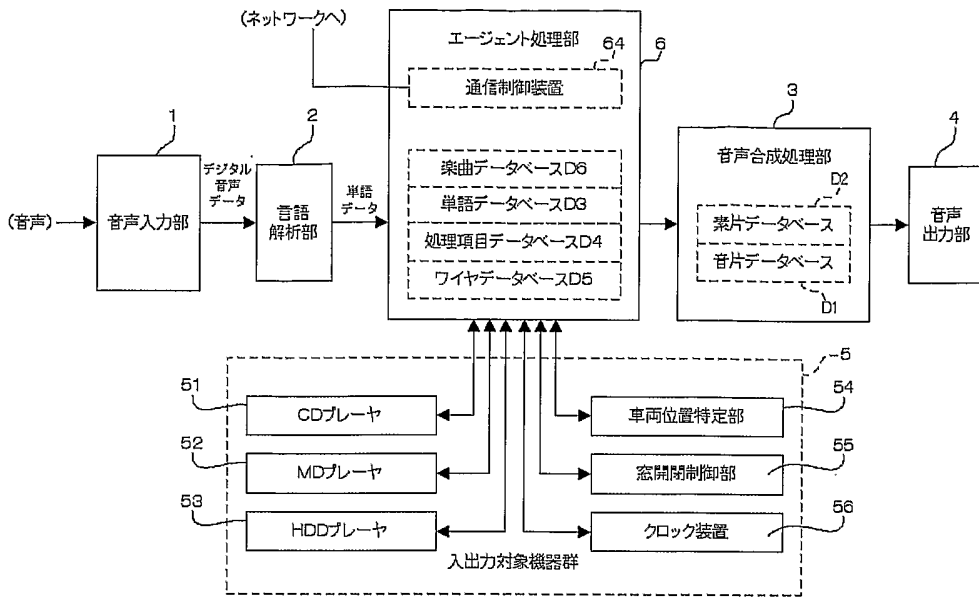 (ネットワークへ)
エージェント処理部
64
6
通信制御装置
1
2
デジタル
音声
データ
単語
データ
(音声)
音声入力部
言語
解析部
楽曲データベースD6
単語データベースD3
処理項目データベースD4
ワイヤデータベースD5
3
音声合成処理部
D2
素片データベース
音片データベース
D1
4
音声
出力部
5
51
CDプレーヤ
52
MDプレーヤ
53
HDDプレーヤ
54
車両位置特定部
55
窓開閉制御部
56
クロック装置
入出力対象機器群